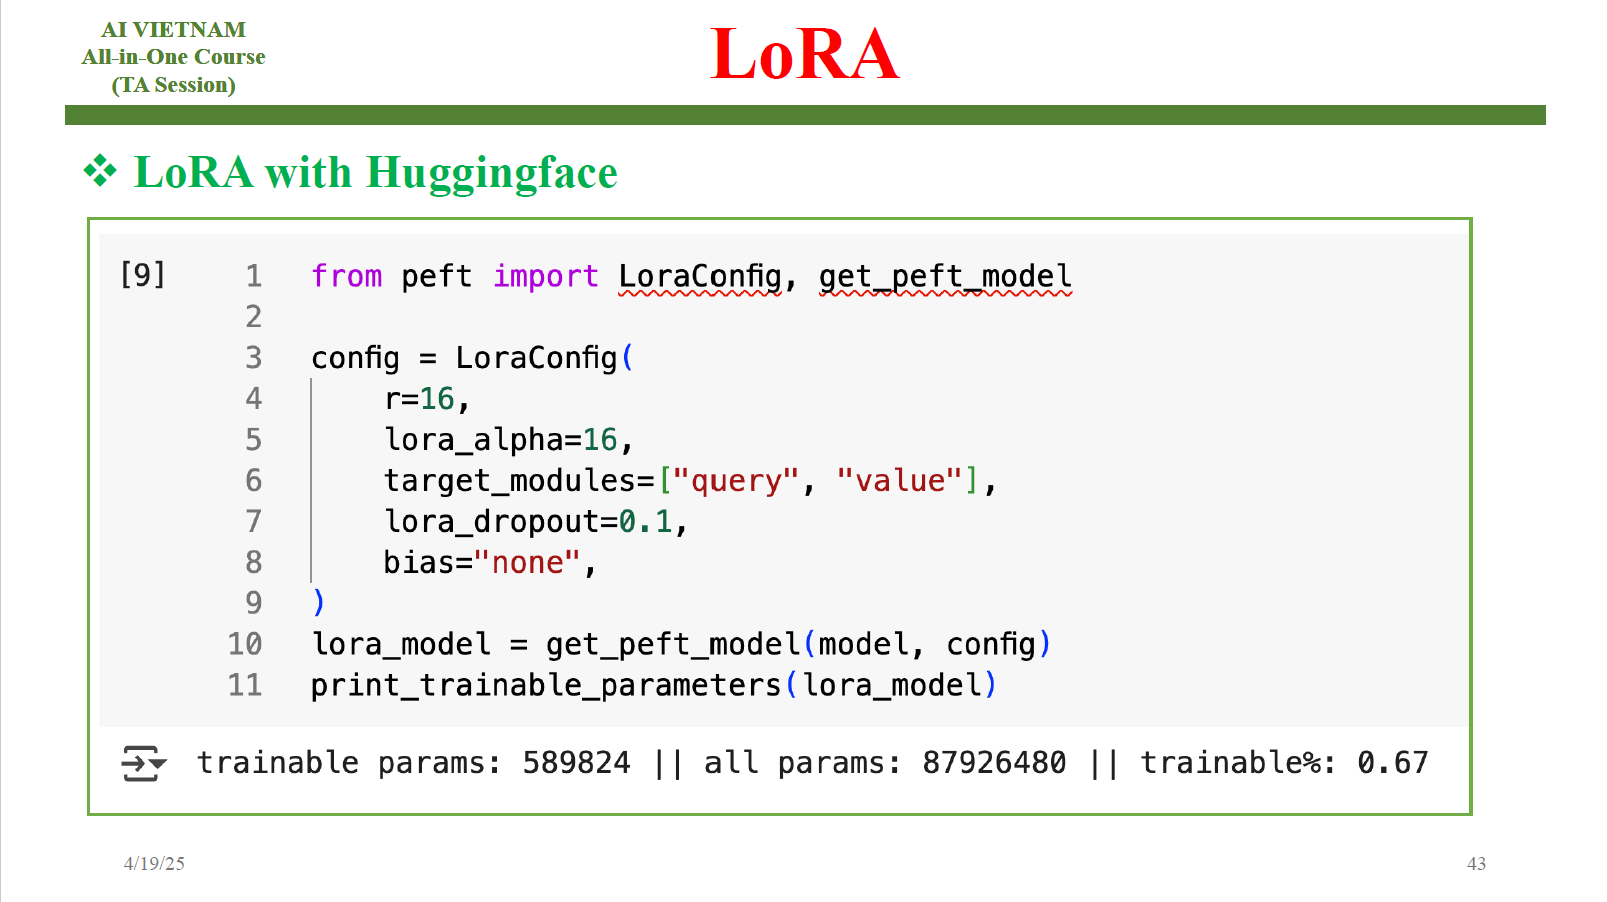 AI VIETNAM
All-in-One Course
(TA Session)
LoRA
❖ LoRA with Huggingface
[9]
1 from peft import LoraConfig, get_peft_model
2
3 config = LoraConfig(
4     r=16,
5     lora_alpha=16,
6     target_modules=["query", "value"],
7     lora_dropout=0.1,
8     bias="none",
9 )
10 lora_model = get_peft_model(model, config)
11 print_trainable_parameters(lora_model)
trainable params: 589824 || all params: 87926480 || trainable%: 0.67
4/19/25
43